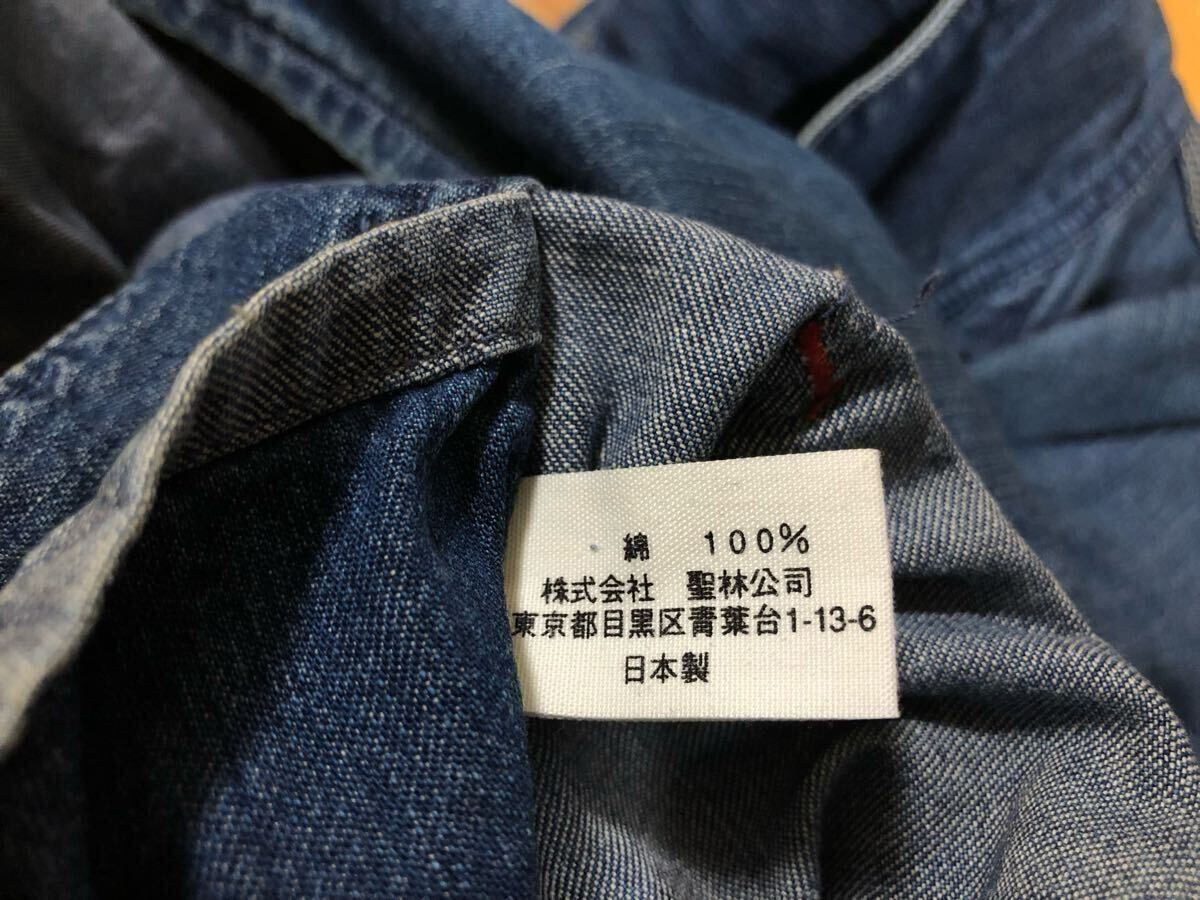 綿 100%
株式会社 聖林公司
東京都目黒区青葉台1-13-6
日本製